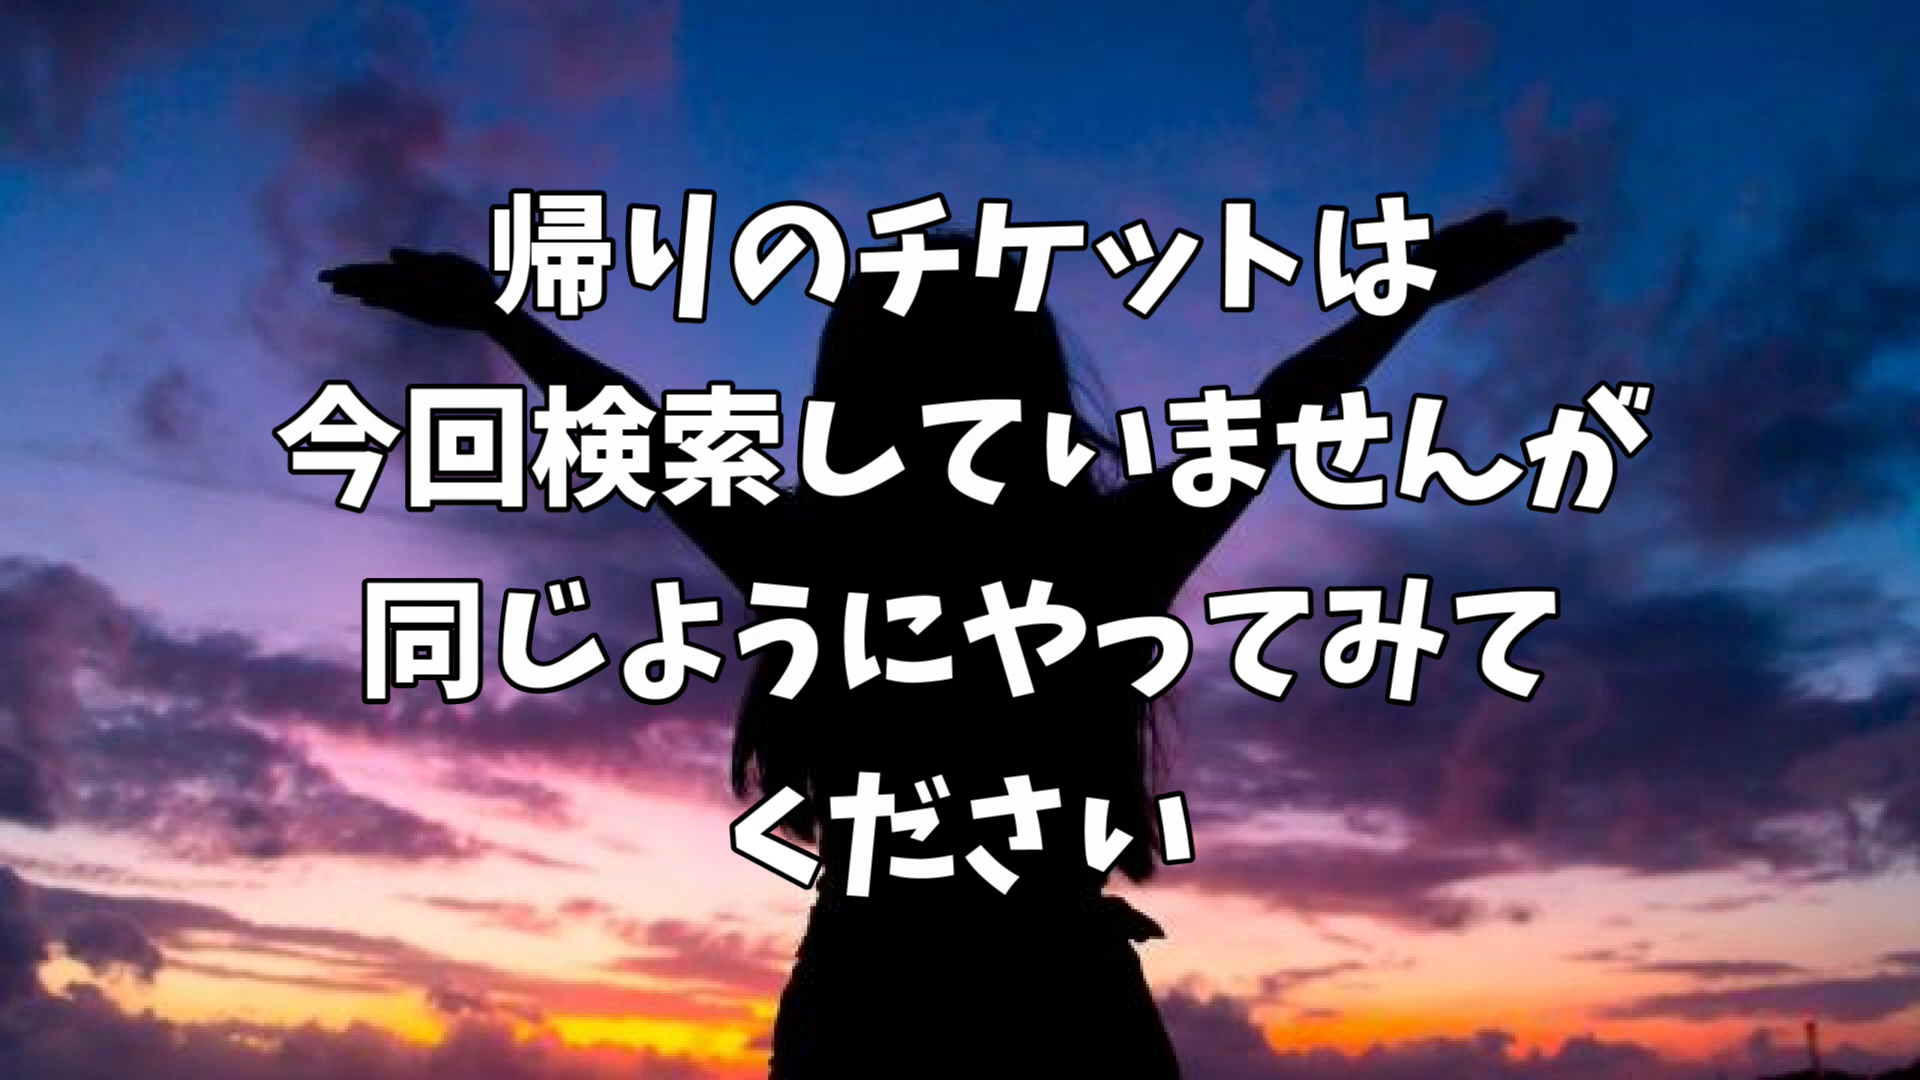 帰りのチケットは
今回検索していませんが
同じようにやってみて
ください